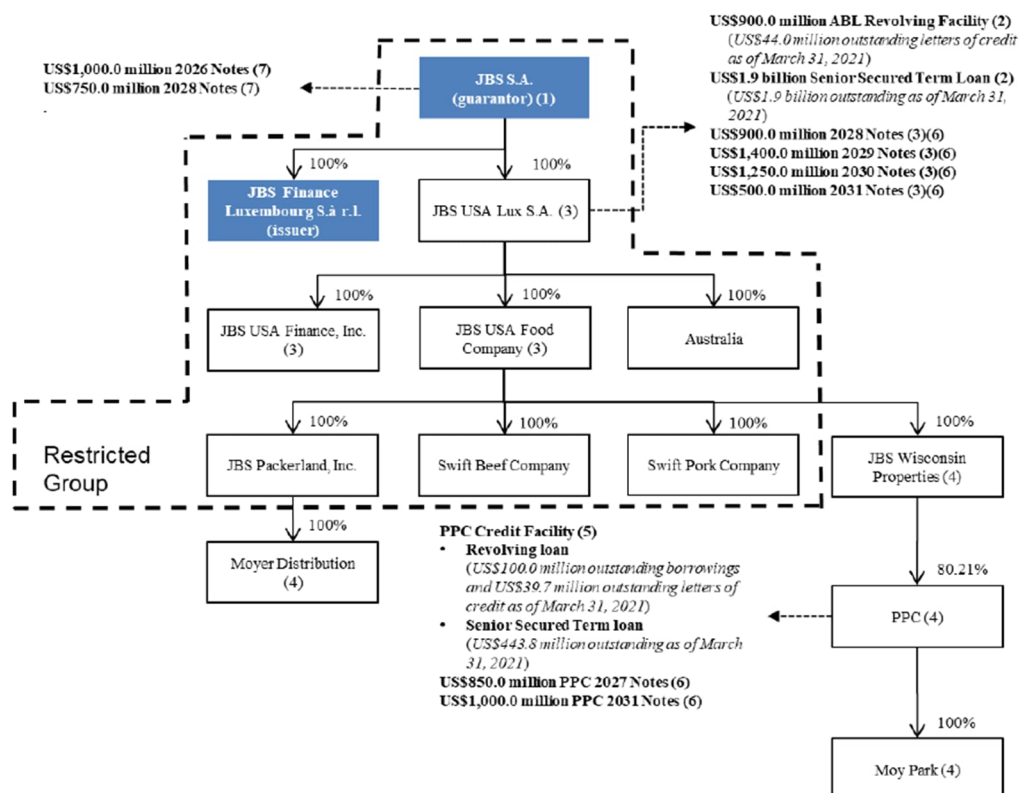 US$900.0 million ABL Revolving Facility (2)
(US$44.0 million outstanding letters of credit
as of March 31, 2021)
US$1.9 billion Senior Secured Term Loan (2)
(US$1.9 billion outstanding as of March 31,
2021)
US$900.0 million 2028 Notes (3)(6)
US$1,400.0 million 2029 Notes (3)(6)
US$1,250.0 million 2030 Notes (3)(6)
US$500.0 million 2031 Notes (3)(6)
US$1,000.0 million 2026 Notes (7)
US$750.0 million 2028 Notes (7)
.
JBS S.A.
(guarantor) (1)
100%
100%
JBS Finance
Luxembourg S.à r.l.
(issuer)
JBS USA Lux S.A. (3)
100%
100%
100%
JBS USA Finance, Inc.
(3)
JBS USA Food
Company (3)
Australia
100%
100%
100%
100%
Restricted
Group
JBS Packerland, Inc.
Swift Beef Company
Swift Pork Company
JBS Wisconsin
Properties (4)
100%
Moyer Distribution
(4)
PPC Credit Facility (5)
• Revolving loan
(US$100.0 million outstanding borrowings
and US$39.7 million outstanding letters of
credit as of March 31, 2021)
• Senior Secured Term loan
(US$443.8 million outstanding as of March
31, 2021)
US$850.0 million PPC 2027 Notes (6)
US$1,000.0 million PPC 2031 Notes (6)
80.21%
PPC (4)
100%
Moy Park (4)